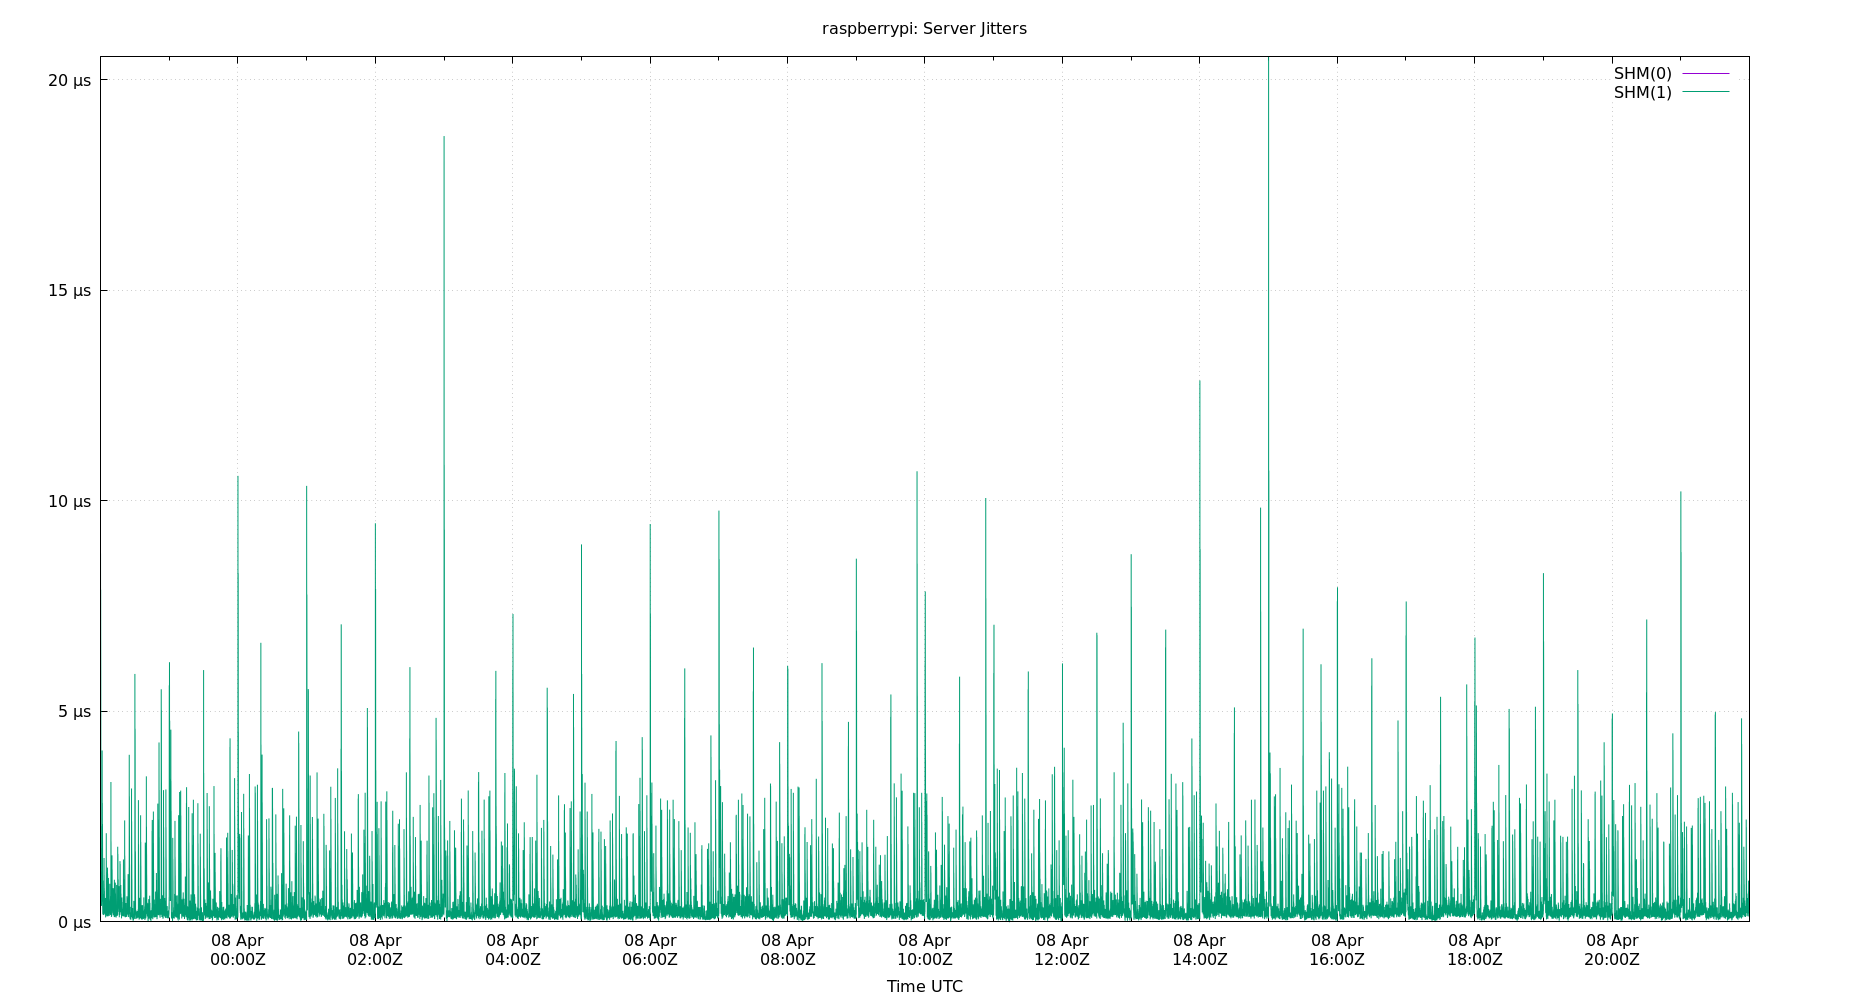 raspberrypi: Server Jitters
20 µs
15 µs
10 µs
5 µs
0 µs
SHM(0)
SHM(1)
08 Apr 08 Apr 08 Apr 08 Apr 08 Apr 08 Apr 08 Apr 08 Apr 08 Apr 08 Apr 08 Apr
00:00Z 02:00Z 04:00Z 06:00Z 08:00Z 10:00Z 12:00Z 14:00Z 16:00Z 18:00Z 20:00Z
Time UTC